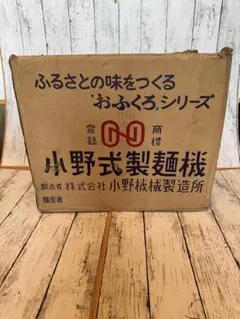 ふるさとの味をつくる
"おふくろ"シリーズ
登録 商標
小野式製麺機
製造者 株式会社 小野機械製造所
販売者